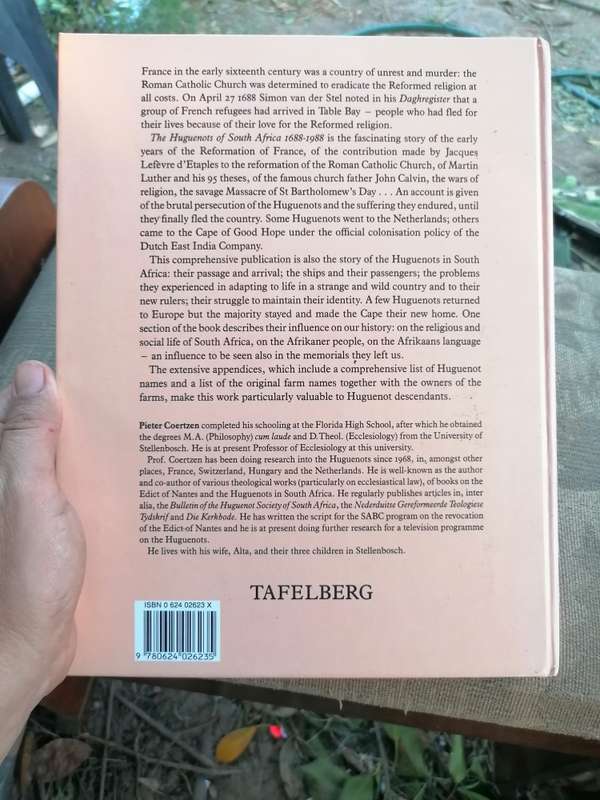 France in the early sixteenth century was a country of unrest and murder: the
Roman Catholic Church was determined to eradicate the Reformed religion at
all costs. On April 27 1688 Simon van der Stel noted in his Daghregister that a
group of French refugees had arrived in Table Bay – people who had fled for
their lives because of their love for the Reformed religion.
The Huguenots of South Africa 1688-1988 is the fascinating story of the early
years of the Reformation of France, of the contribution made by Jacques
Lefèvre d'Etaples to the reformation of the Roman Catholic Church, of Martin
Luther and his 95 theses, of the famous church father John Calvin, the wars of
religion, the savage Massacre of St Bartholomew's Day . . . An account is given
of the brutal persecution of the Huguenots and the suffering they endured, until
they finally fled the country. Some Huguenots went to the Netherlands; others
came to the Cape of Good Hope under the official colonisation policy of the
Dutch East India Company.
This comprehensive publication is also the story of the Huguenots in South
Africa: their passage and arrival; the ships and their passengers; the problems
they experienced in adapting to life in a strange and wild country and to their
new rulers; their struggle to maintain their identity. A few Huguenots returned
to Europe but the majority stayed and made the Cape their new home. One
section of the book describes their influence on our history: on the religious and
social life of South Africa, on the Afrikaner people, on the Afrikaans language
– an influence to be seen also in the memorials they left us.
The extensive appendices, which include a comprehensive list of Huguenot
names and a list of the original farm names together with the owners of the
farms, make this work particularly valuable to Huguenot descendants.
Pieter Coertzen completed his schooling at the Florida High School, after which he obtained
the degrees M.A. (Philosophy) cum laude and D.Theol. (Ecclesiology) from the University of
Stellenbosch. He is at present Professor of Ecclesiology at this university.
Prof. Coertzen has been doing research into the Huguenots since 1968, in, amongst other
places, France, Switzerland, Hungary and the Netherlands. He is well-known as the author
and co-author of various theological works (particularly on ecclesiastical law), of books on the
Edict of Nantes and the Huguenots in South Africa. He regularly publishes articles in, inter
alia, the Bulletin of the Huguenot Society of South Africa, the Nederduitse Gereformeerde Teologiese
Tydskrif and Die Kerkbode. He has written the script for the SABC program on the revocation
of the Edict of Nantes and he is at present doing further research for a television programme
on the Huguenots.
He lives with his wife, Alta, and their three children in Stellenbosch.
TAFELBERG
ISBN 0 624 02623 X
9 780624 026235